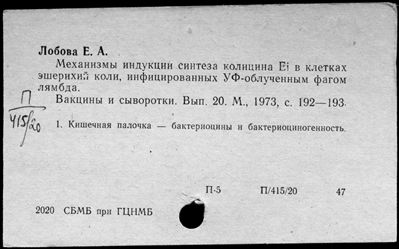 Лобова Е. А.
Механизмы индукции синтеза колицина Ei в клетках
эшерихий коли, инфицированных УФ-облученным фагом
лямбда.
Вакцины и сыворотки. Вып. 20. М., 1973, с. 192—193
П
415/20
1. Кишечная палочка — бактериоцины и бактериоциногенность.
П-5 П/415/20 47
2020 СБМБ при ГЦНМБ